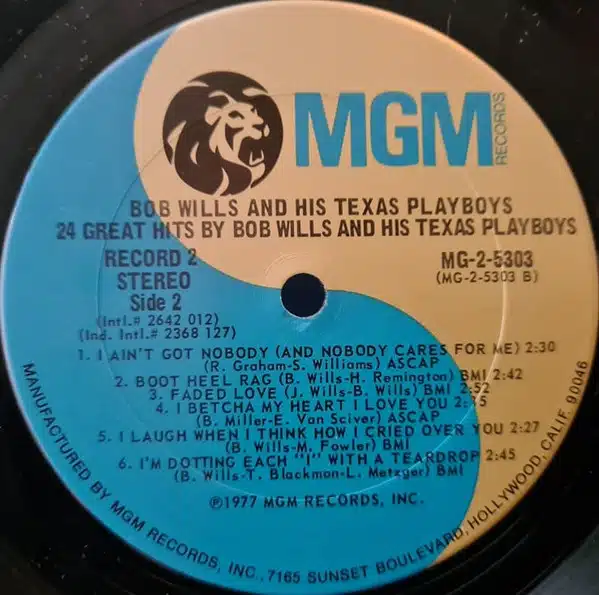 MGM
RECORDS
BOB WILLS AND HIS TEXAS PLAYBOYS
24 GREAT HITS BY BOB WILLS AND HIS TEXAS PLAYBOYS
RECORD 2
STEREO
Side 2
(Intl.# 2642 012)
(Ind. Intl.# 2368 127)
MG-2-5303
(MG-2-5303 B)
1. I AIN'T GOT NOBODY (AND NOBODY CARES FOR ME) 2:30
(R. Graham-S. Williams) ASCAP
2. BOOT HEEL RAG (B. Wills-H. Remington) BMI 2:42
3. FADED LOVE (J. Wills-B. Wills) BMI 2:52
4. I BETCHA MY HEART I LOVE YOU
(B. Miller-E. Van Sciver) ASCAP
5. I LAUGH WHEN I THINK HOW I CRIED OVER YOU 2:27
(B. Wills-M. Fowler) BMI
6. I'M DOTTING EACH "I" WITH A TEARDROP 2:45
(B. Wills-T. Blackmon-L. Metzger) BMI
℗1977 MGM RECORDS, INC.
MANUFACTURED BY MGM RECORDS, INC., 7165 SUNSET BOULEVARD, HOLLYWOOD, CALIF. 90046